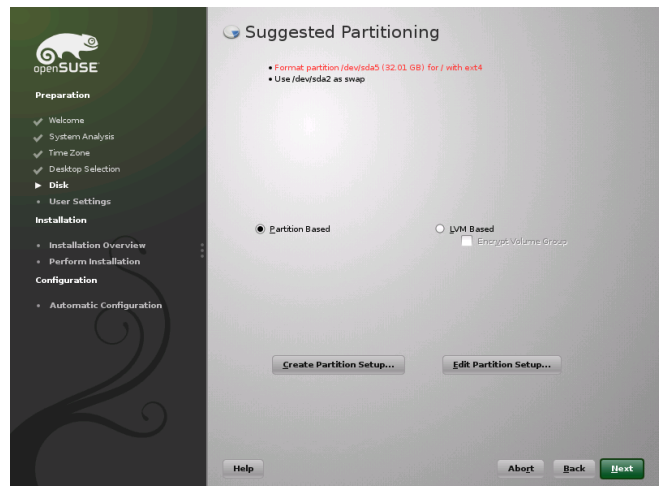 openSUSE
Preparation
Welcome
System Analysis
Time Zone
Desktop Selection
Disk
User Settings
Installation
Installation Overview
Perform Installation
Configuration
Automatic Configuration
Suggested Partitioning
Format partition /dev/sda5 (32.01 GB) for / with ext4
Use /dev/sda2 as swap
Partition Based
LVM Based
Encrypt Volume Group
Create Partition Setup...
Edit Partition Setup...
Help
Abort
Back
Next